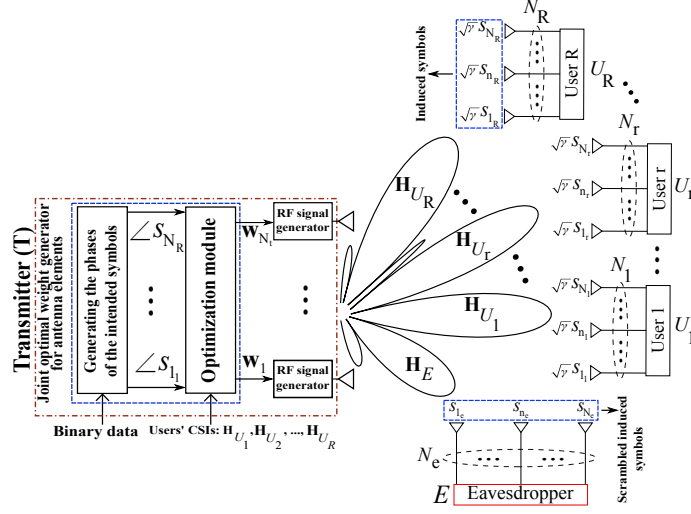 Transmitter (T)
Joint optimal weight generator
for antenna elements
Generating the phases
of the intended symbols
∠S_{N_R}
∠S_{1_1}
Optimization module
w_{N_t}
w_1
RF signal
generator
RF signal
generator
Binary data
Users' CSIs: H_{U_1}, H_{U_2}, ..., H_{U_R}
H_{U_R}
H_{U_r}
H_{U_1}
H_E
Induced symbols
N_R
√γ S_{N_R}
√γ S_{n_R}
√γ S_{1_R}
User R
U_R
N_r
√γ S_{N_r}
√γ S_{n_r}
√γ S_{1_r}
User r
N_1
√γ S_{N_1}
√γ S_{n_1}
√γ S_{1_1}
User 1
S_{1_e}
S_{n_e}
S_{N_e}
N_e
E
Eavesdropper
Scrambled induced
symbols